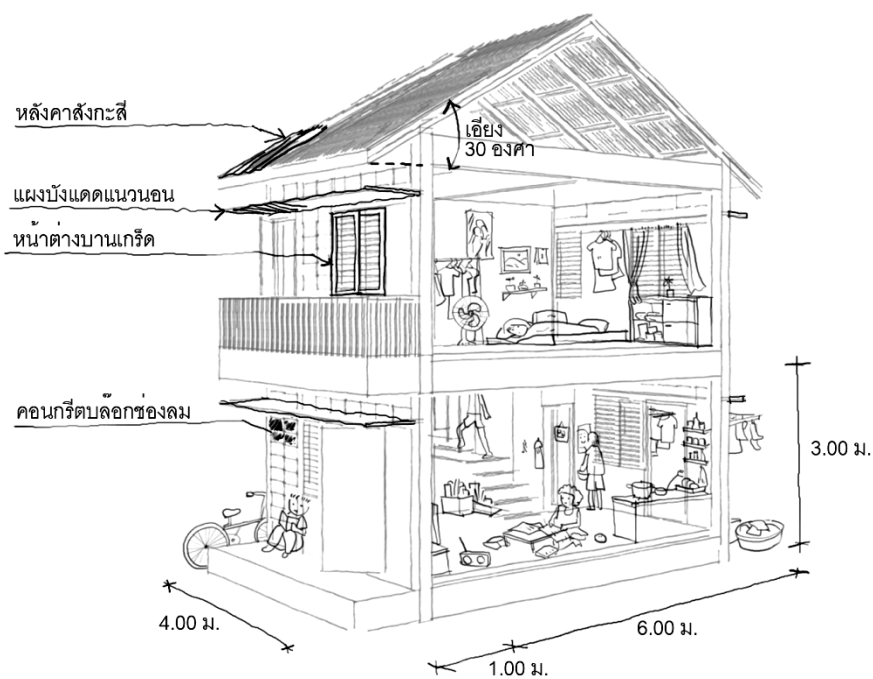 หลังคาสังกะสี
เอียง
30 องศา
แผงบังแดดแนวนอน
หน้าต่างบานเกร็ด
คอนกรีตบล๊อกช่องลม
3.00 ม.
4.00 ม.
6.00 ม.
1.00 ม.